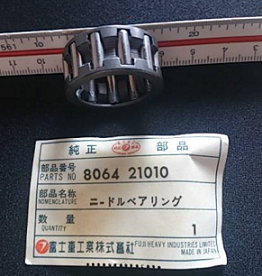 561
純正 部品
部品番号
PARTS NO
8064 21010
部品名称
NOMENCLATURE
ニードルベアリング
数量
QUANTITY
1
富士重工業株式会社
FUJI HEAVY INDUSTRIES LIMITED
MADE IN JAPAN